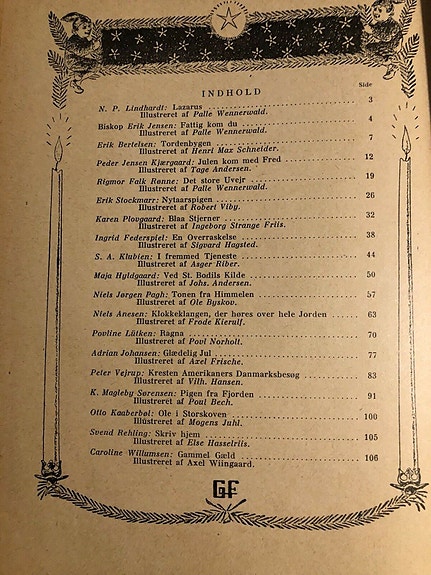 INDHOLD
Side
N. P. Lindhardt: Lazarus 3
Illustreret af Palle Wennerwald.
Biskop Erik Jensen: Fattig kom du 4
Illustreret af Palle Wennerwald.
Erik Bertelsen: Tordenbygen 7
Illustreret af Henri Max Schneider.
Peder Jensen Kjærgaard: Julen kom med Fred 12
Illustreret af Tage Andersen.
Rigmor Falk Rønne: Det store Uvejr 19
Illustreret af Palle Wennerwald.
Erik Stockmarr: Nytaarspigen 26
Illustreret af Robert Viby.
Karen Plovgaard: Blaa Stjerner 32
Illustreret af Ingeborg Strange Friis.
Ingrid Federspiel: En Overraskelse 38
Illustreret af Sigvard Hagsted.
S. A. Klubien: I fremmed Tjeneste 44
Illustreret af Asger Riber.
Maja Hyldgaard: Ved St. Bodils Kilde 50
Illustreret af Johs. Andersen.
Niels Jørgen Pagh: Tonen fra Himmelen 57
Illustreret af Ole Byskov.
Niels Anesen: Klokkeklangen, der høres over hele Jorden 63
Illustreret af Frode Kierulf.
Povline Lütken: Ragna 70
Illustreret af Povl Norholt.
Adrian Johansen: Glædelig Jul 77
Illustreret af Axel Frische.
Peter Vejrup: Kresten Amerikaners Danmarksbesøg 83
Illustreret af Vilh. Hansen.
K. Magleby Sørensen: Pigen fra Fjorden 91
Illustreret af Poul Bech.
Otto Kaaberbøl: Ole i Storskoven 100
Illustreret af Mogens Juhl.
Svend Rehling: Skriv hjem 105
Illustreret af Else Hasselriis.
Caroline Willumsen: Gammel Gæld 106
Illustreret af Axel Wiingaard.